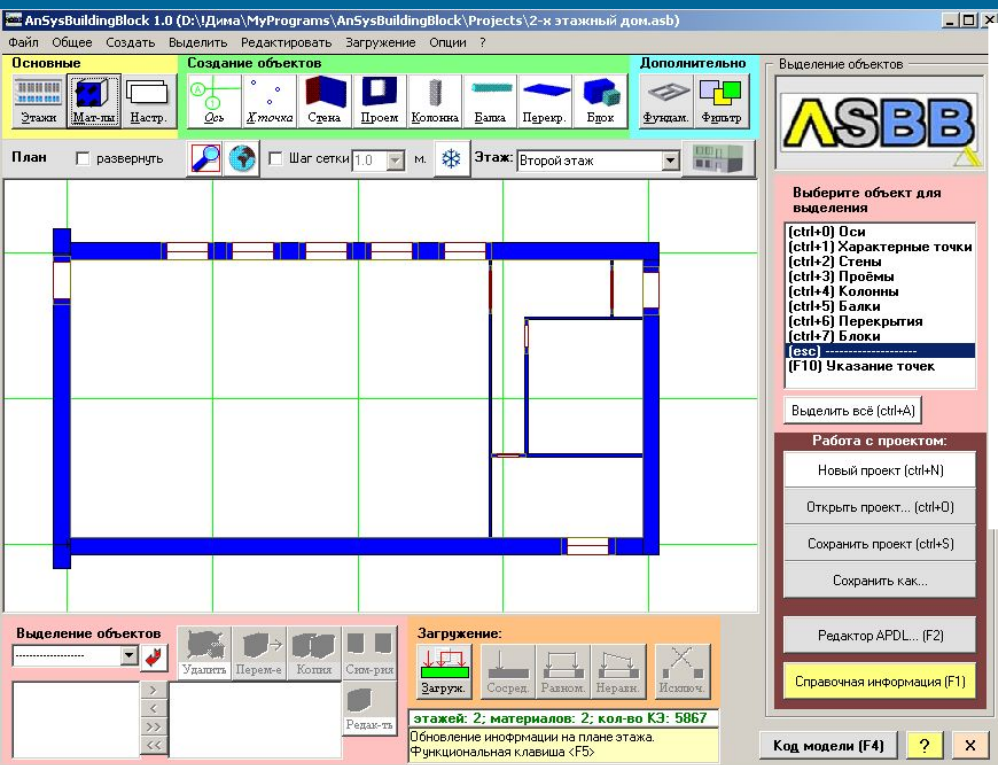 AnSysBuildingBlock 1.0 (D:\!Дима\MyPrograms\AnSysBuildingBlock\Projects\2-х этажный дом.asb)
Файл Общее Создать Выделить Редактировать Загружение Опции ?
Основные
Этажи Мат-лы Настр.
Создание объектов
Ось Х.точка Стена Проем Колонна Балка Перекр. Блок
Дополнительно
Фундам. Фильтр
План развернуть Шаг сетки 1.0 м. Этаж: Второй этаж
Выделение объектов
ASBB
Выберите объект для
выделения
(ctrl+0) Оси
(ctrl+1) Характерные точки
(ctrl+2) Стены
(ctrl+3) Проёмы
(ctrl+4) Колонны
(ctrl+5) Балки
(ctrl+6) Перекрытия
(ctrl+7) Блоки
(esc) --------------------
(F10) Указание точек
Выделить всё (ctrl+A)
Работа с проектом:
Новый проект (ctrl+N)
Открыть проект... (ctrl+O)
Сохранить проект (ctrl+S)
Сохранить как...
Редактор APDL... (F2)
Справочная информация (F1)
Выделение объектов
--------------------
>
<
>>
<<
Удалить Перем-е Копия Сим-рия
Редак-ть
Загружение:
Загруж. Сосред. Равном. Неравн. Исключ.
этажей: 2; материалов: 2; кол-во КЭ: 5867
Обновление инофрмации на плане этажа.
Функциональная клавиша <F5>
Код модели (F4) ? X